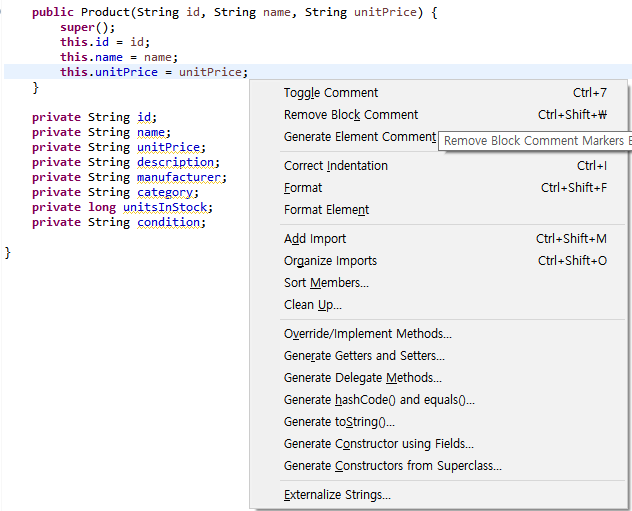 public Product(String id, String name, String unitPrice) {
super();
this.id = id;
this.name = name;
this.unitPrice = unitPrice;
}
private String id;
private String name;
private String unitPrice;
private String description;
private String manufacturer;
private String category;
private long unitsInStock;
private String condition;
}
Toggle Comment Ctrl+7
Remove Block Comment Ctrl+Shift+₩
Generate Element Comment
Remove Block Comment Markers E
Correct Indentation Ctrl+I
Format Ctrl+Shift+F
Format Element
Add Import Ctrl+Shift+M
Organize Imports Ctrl+Shift+O
Sort Members...
Clean Up...
Override/Implement Methods...
Generate Getters and Setters...
Generate Delegate Methods...
Generate hashCode() and equals()...
Generate toString()...
Generate Constructor using Fields...
Generate Constructors from Superclass...
Externalize Strings...